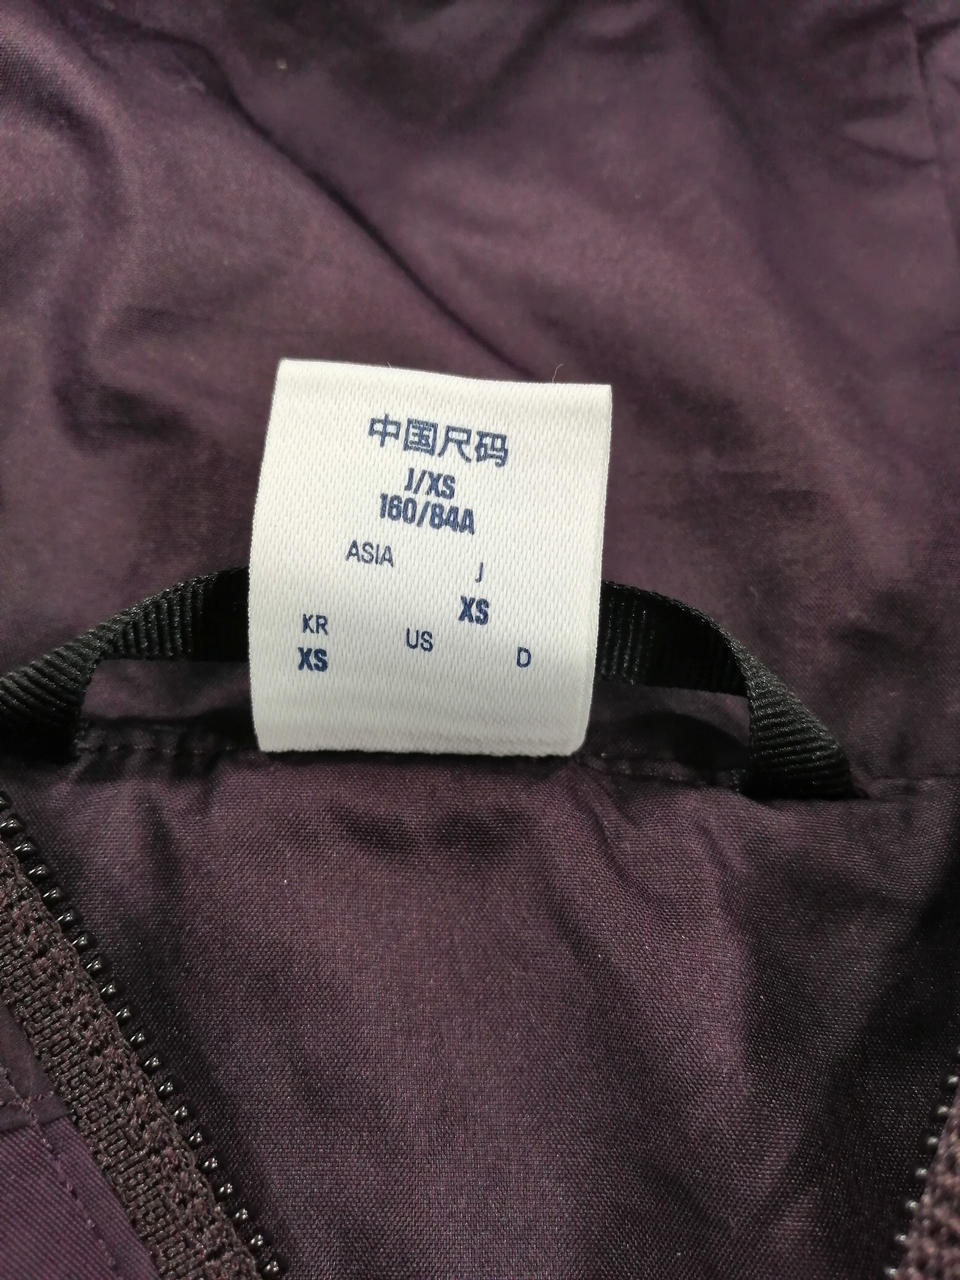 中国尺码
J/XS
160/84A
ASIA J
XS
KR US D
XS